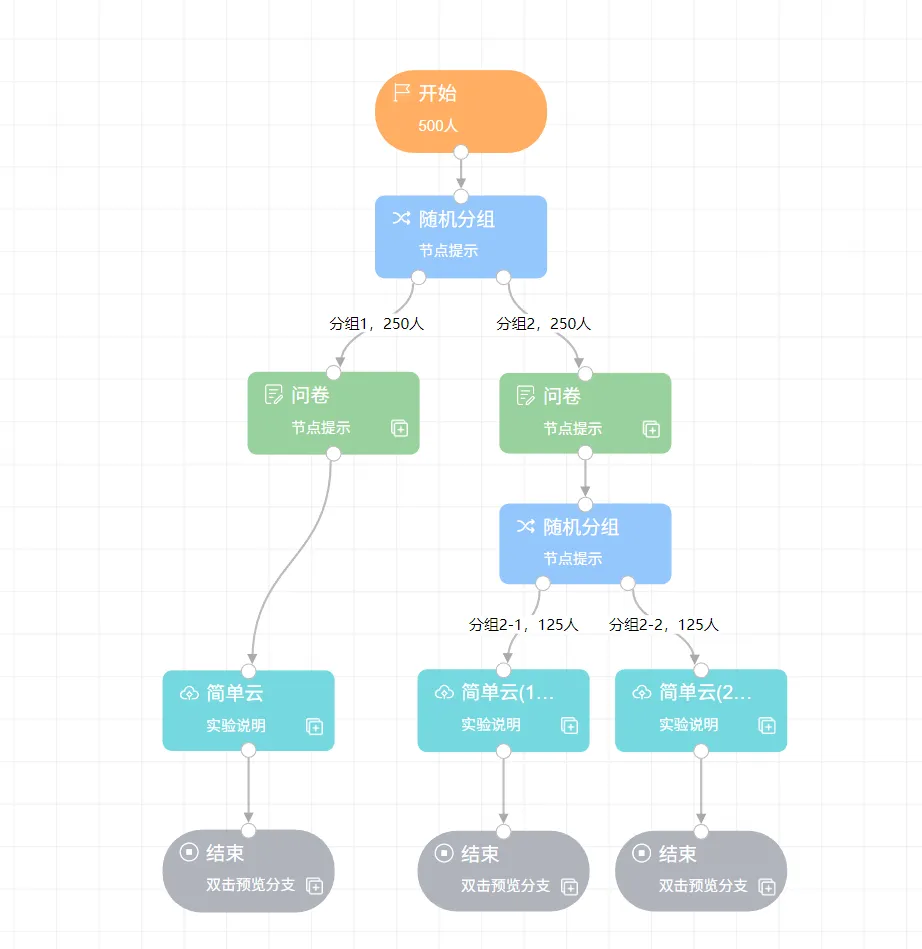 开始
500人
随机分组
节点提示
分组1，250人
分组2，250人
问卷
节点提示
问卷
节点提示
随机分组
节点提示
分组2-1，125人
分组2-2，125人
简单云
实验说明
简单云(1...
实验说明
简单云(2...
实验说明
结束
双击预览分支
结束
双击预览分支
结束
双击预览分支